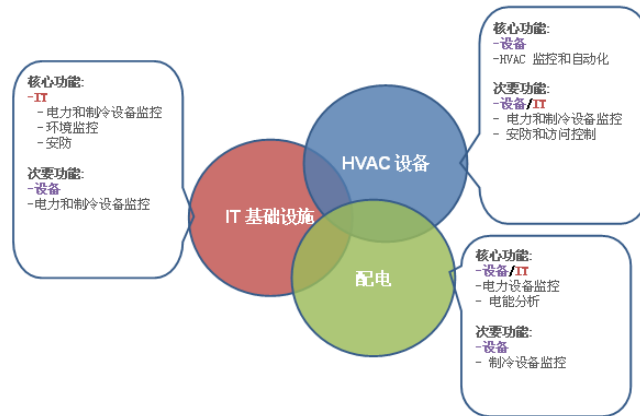 核心功能:
-IT
- 电力和制冷设备监控
- 环境监控
- 安防
次要功能:
-设备
-电力和制冷设备监控
IT 基础设施
HVAC 设备
配电
核心功能:
-设备
-HVAC 监控和自动化
次要功能:
-设备/IT
- 电力和制冷设备监控
- 安防和访问控制
核心功能:
-设备/IT
-电力设备监控
- 电能分析
次要功能:
-设备
- 制冷设备监控